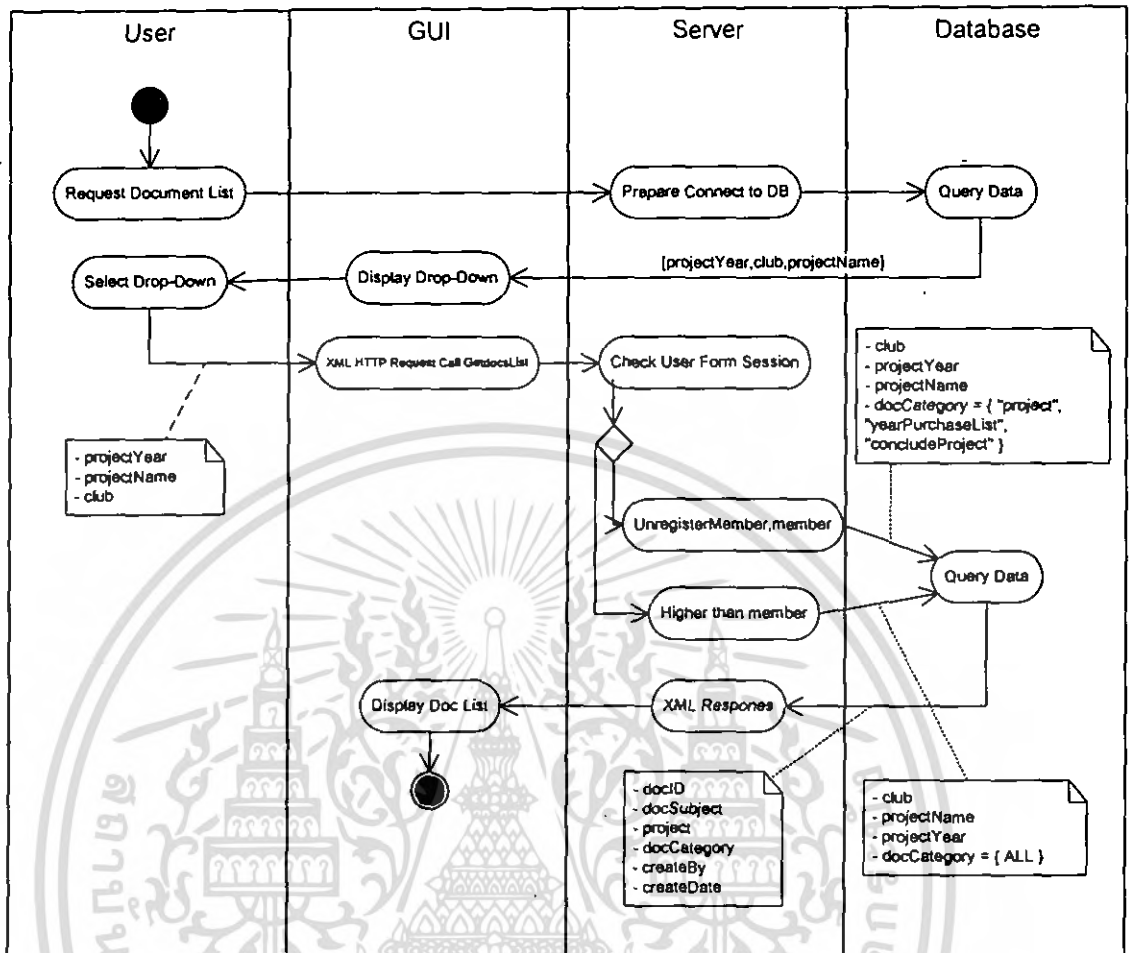 User
GUI
Server
Database
Request Document List
Prepare Connect to DB
Query Data
{projectYear,club,projectName}
Select Drop-Down
Display Drop-Down
XML HTTP Request Call GetdocsList
Check User Form Session
- club
- projectYear
- projectName
- docCategory = { "project",
"yearPurchaseList",
"concludeProject" }
- projectYear
- projectName
- club
UnregisterMember,member
Query Data
Higher than member
Display Doc List
XML Respones
- docID
- docSubject
- project
- docCategory
- createBy
- createDate
- club
- projectName
- projectYear
- docCategory = { ALL }